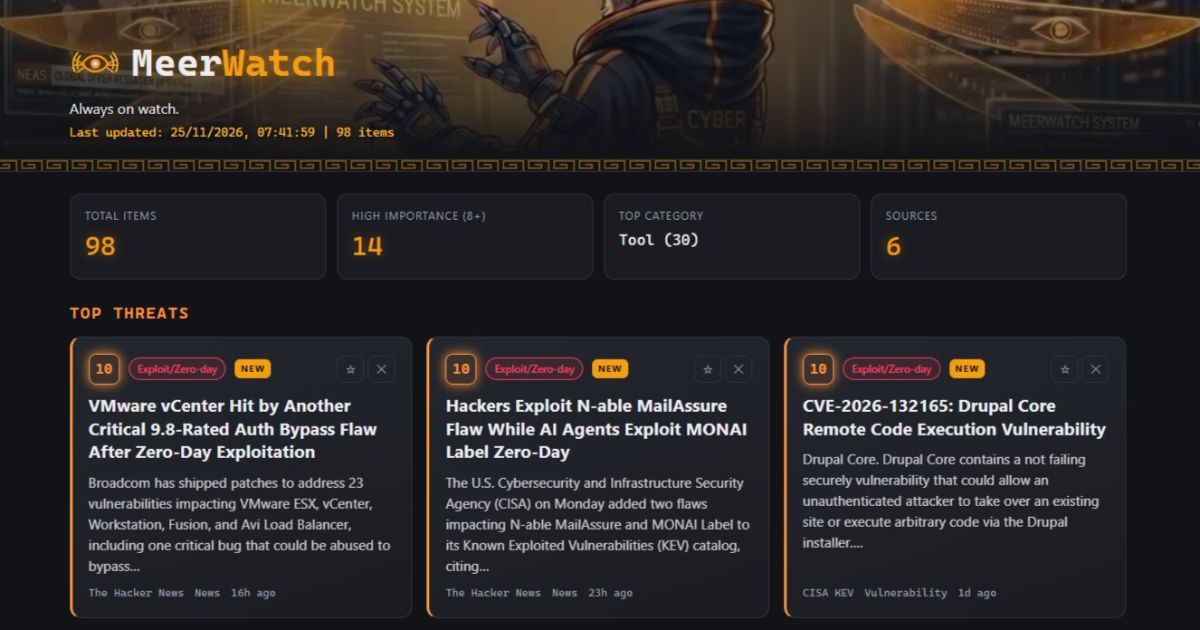 MEERWATCH SYSTEM
MeerWatch
NEAS
Always on watch.
CYBER
MEERWATCH SYSTEM
Last updated: 25/11/2026, 07:41:59 | 98 items
TOTAL ITEMS
98
HIGH IMPORTANCE (8+)
14
TOP CATEGORY
Tool (30)
SOURCES
6
TOP THREATS
10 Exploit/Zero-day NEW ☆ ×
VMware vCenter Hit by Another
Critical 9.8-Rated Auth Bypass Flaw
After Zero-Day Exploitation
Broadcom has shipped patches to address 23
vulnerabilities impacting VMware ESX, vCenter,
Workstation, Fusion, and Avi Load Balancer,
including one critical bug that could be abused to
bypass...
The Hacker News News 16h ago
10 Exploit/Zero-day NEW ☆ ×
Hackers Exploit N-able MailAssure
Flaw While AI Agents Exploit MONAI
Label Zero-Day
The U.S. Cybersecurity and Infrastructure Security
Agency (CISA) on Monday added two flaws
impacting N-able MailAssure and MONAI Label to
its Known Exploited Vulnerabilities (KEV) catalog,
citing...
The Hacker News News 23h ago
10 Exploit/Zero-day NEW ☆ ×
CVE-2026-132165: Drupal Core
Remote Code Execution Vulnerability
Drupal Core. Drupal Core contains a not failing
securely vulnerability that could allow an
unauthenticated attacker to take over an existing
site or execute arbitrary code via the Drupal
installer....
CISA KEV Vulnerability 1d ago